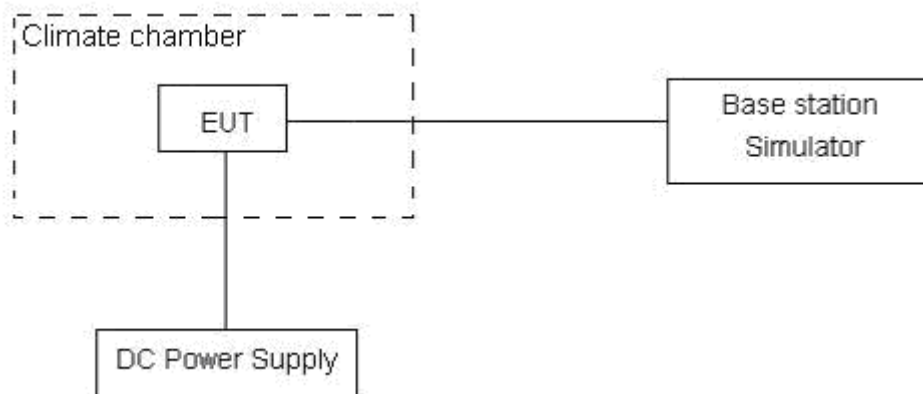 Climate chamber
EUT
Base station
Simulator
DC Power Supply